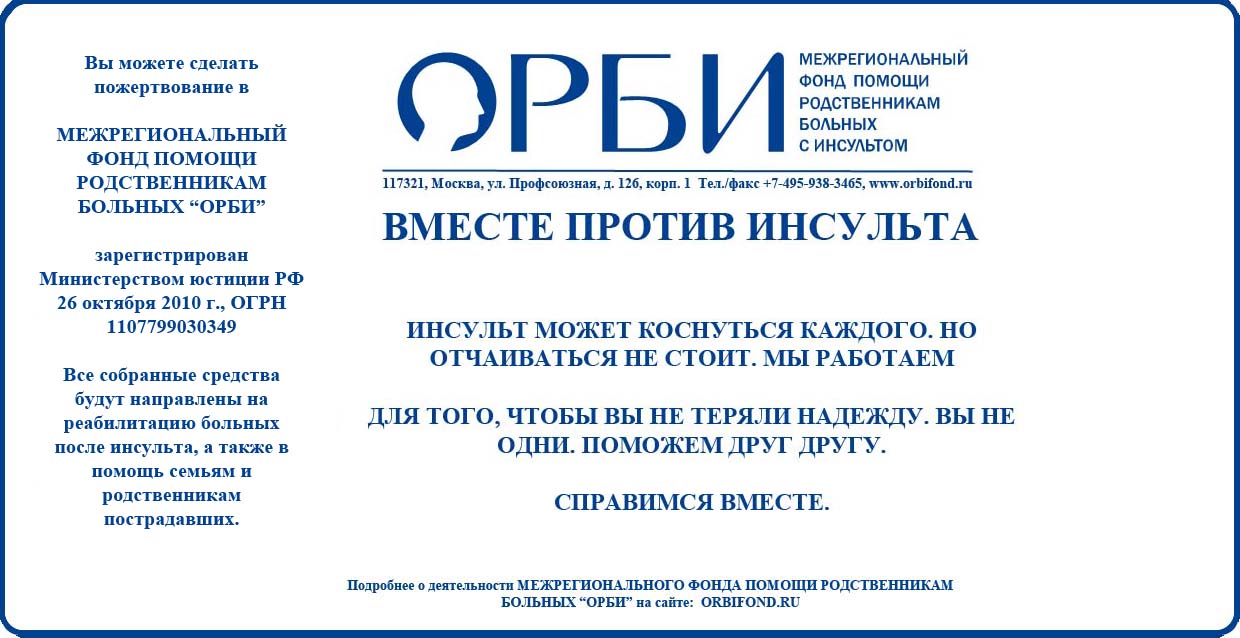 Вы можете сделать
пожертвование в
МЕЖРЕГИОНАЛЬНЫЙ
ФОНД ПОМОЩИ
РОДСТВЕННИКАМ
БОЛЬНЫХ “ОРБИ”
зарегистрирован
Министерством юстиции РФ
26 октября 2010 г., ОГРН
1107799030349
Все собранные средства
будут направлены на
реабилитацию больных
после инсульта, а также в
помощь семьям и
родственникам
пострадавших.
ОРБИ
МЕЖРЕГИОНАЛЬНЫЙ
ФОНД ПОМОЩИ
РОДСТВЕННИКАМ
БОЛЬНЫХ
С ИНСУЛЬТОМ
117321, Москва, ул. Профсоюзная, д. 126, корп. 1 Тел./факс +7-495-938-3465, www.orbifond.ru
ВМЕСТЕ ПРОТИВ ИНСУЛЬТА
ИНСУЛЬТ МОЖЕТ КОСНУТЬСЯ КАЖДОГО. НО
ОТЧАИВАТЬСЯ НЕ СТОИТ. МЫ РАБОТАЕМ
ДЛЯ ТОГО, ЧТОБЫ ВЫ НЕ ТЕРЯЛИ НАДЕЖДУ. ВЫ НЕ
ОДНИ. ПОМОЖЕМ ДРУГ ДРУГУ.
СПРАВИМСЯ ВМЕСТЕ.
Подробнее о деятельности МЕЖРЕГИОНАЛЬНОГО ФОНДА ПОМОЩИ РОДСТВЕННИКАМ
БОЛЬНЫХ “ОРБИ” на сайте: ORBIFOND.RU